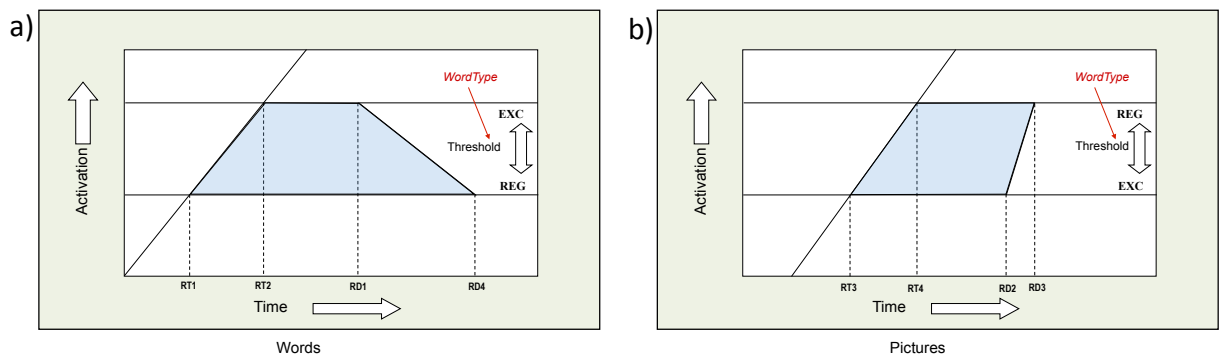 a)
WordType
EXC
Threshold
REG
Activation
RT1 RT2 RD1 RD4
Time
Words
b)
WordType
REG
Threshold
EXC
Activation
RT3 RT4 RD2 RD3
Time
Pictures